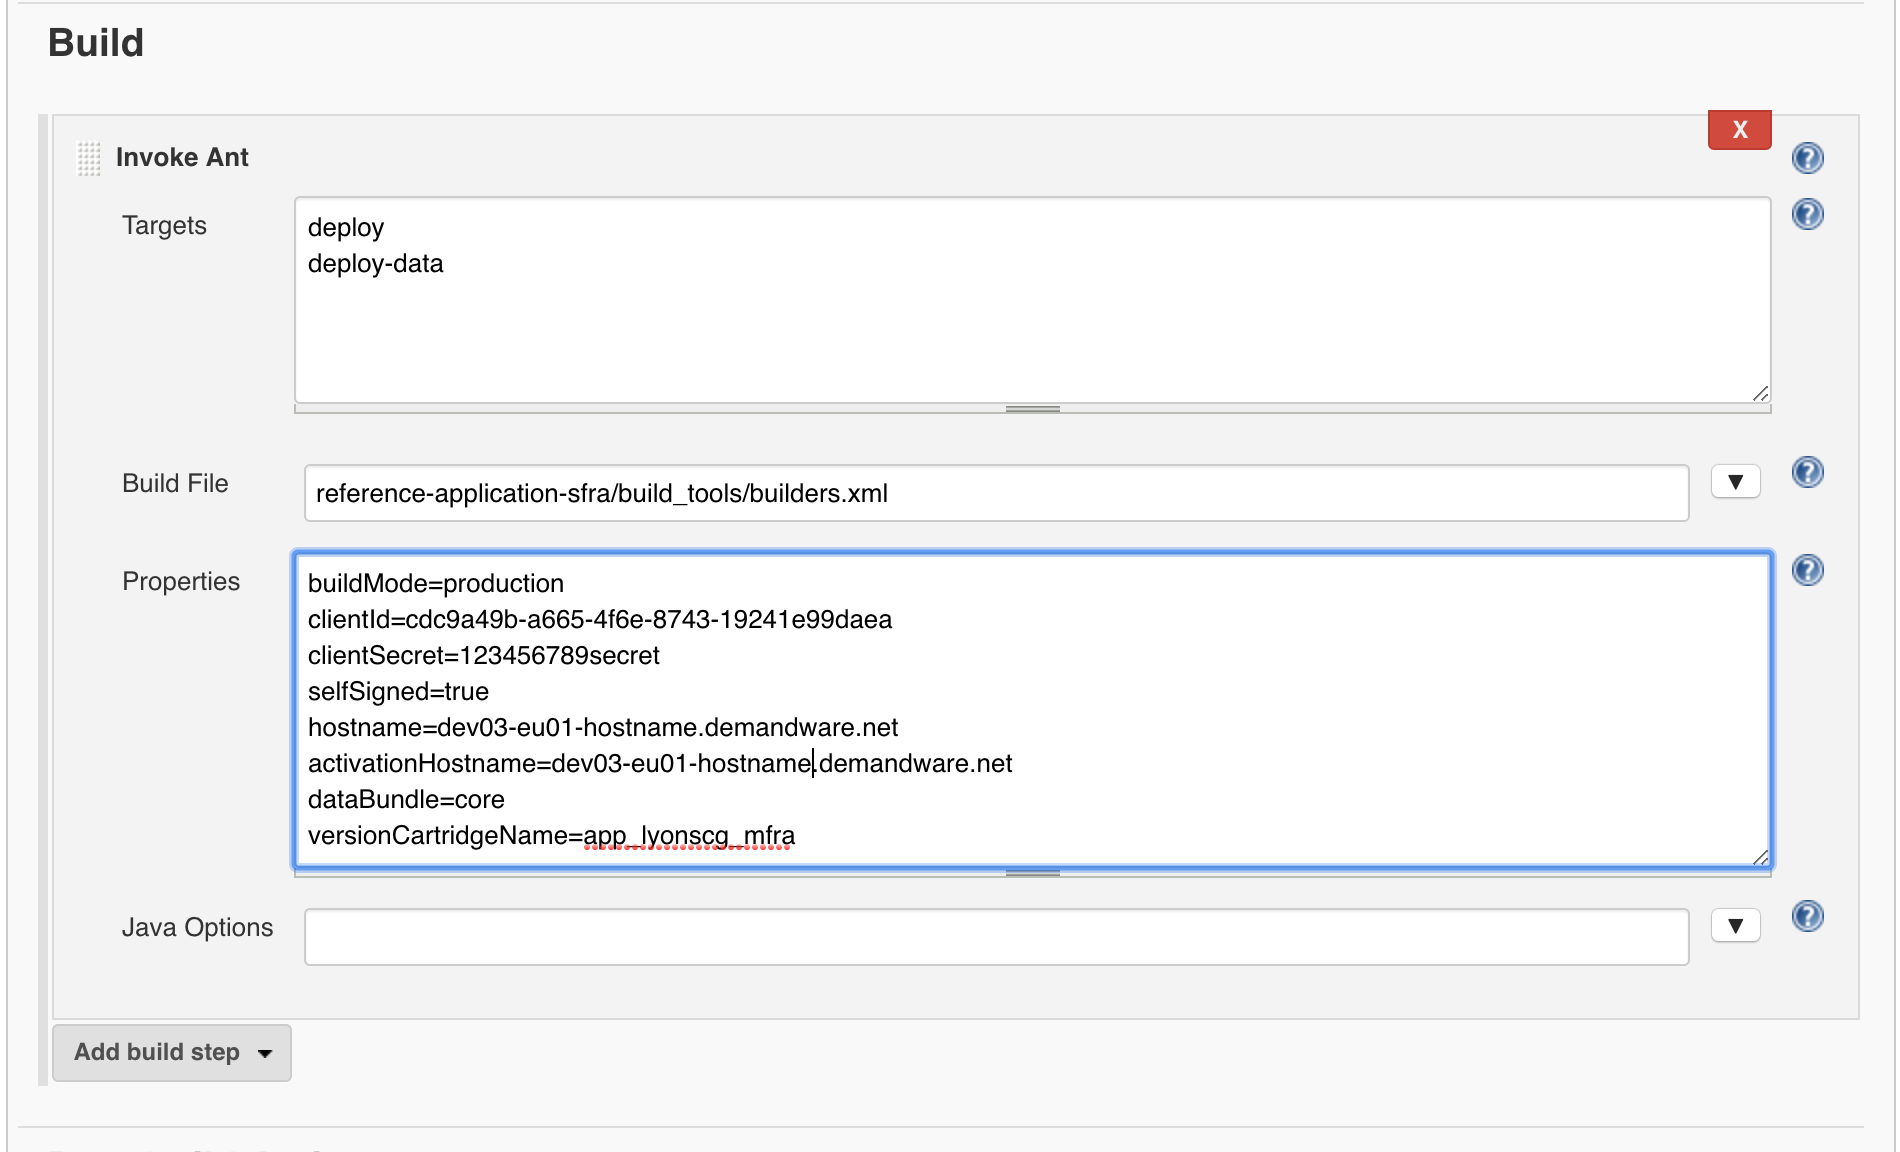 Build
X
Invoke Ant
?
Targets
deploy
deploy-data
?
Build File
reference-application-sfra/build_tools/builders.xml
▼
?
Properties
buildMode=production
clientId=cdc9a49b-a665-4f6e-8743-19241e99daea
clientSecret=123456789secret
selfSigned=true
hostname=dev03-eu01-hostname.demandware.net
activationHostname=dev03-eu01-hostname.demandware.net
dataBundle=core
versionCartridgeName=app_lyonscg_mfra
?
Java Options
▼
?
Add build step